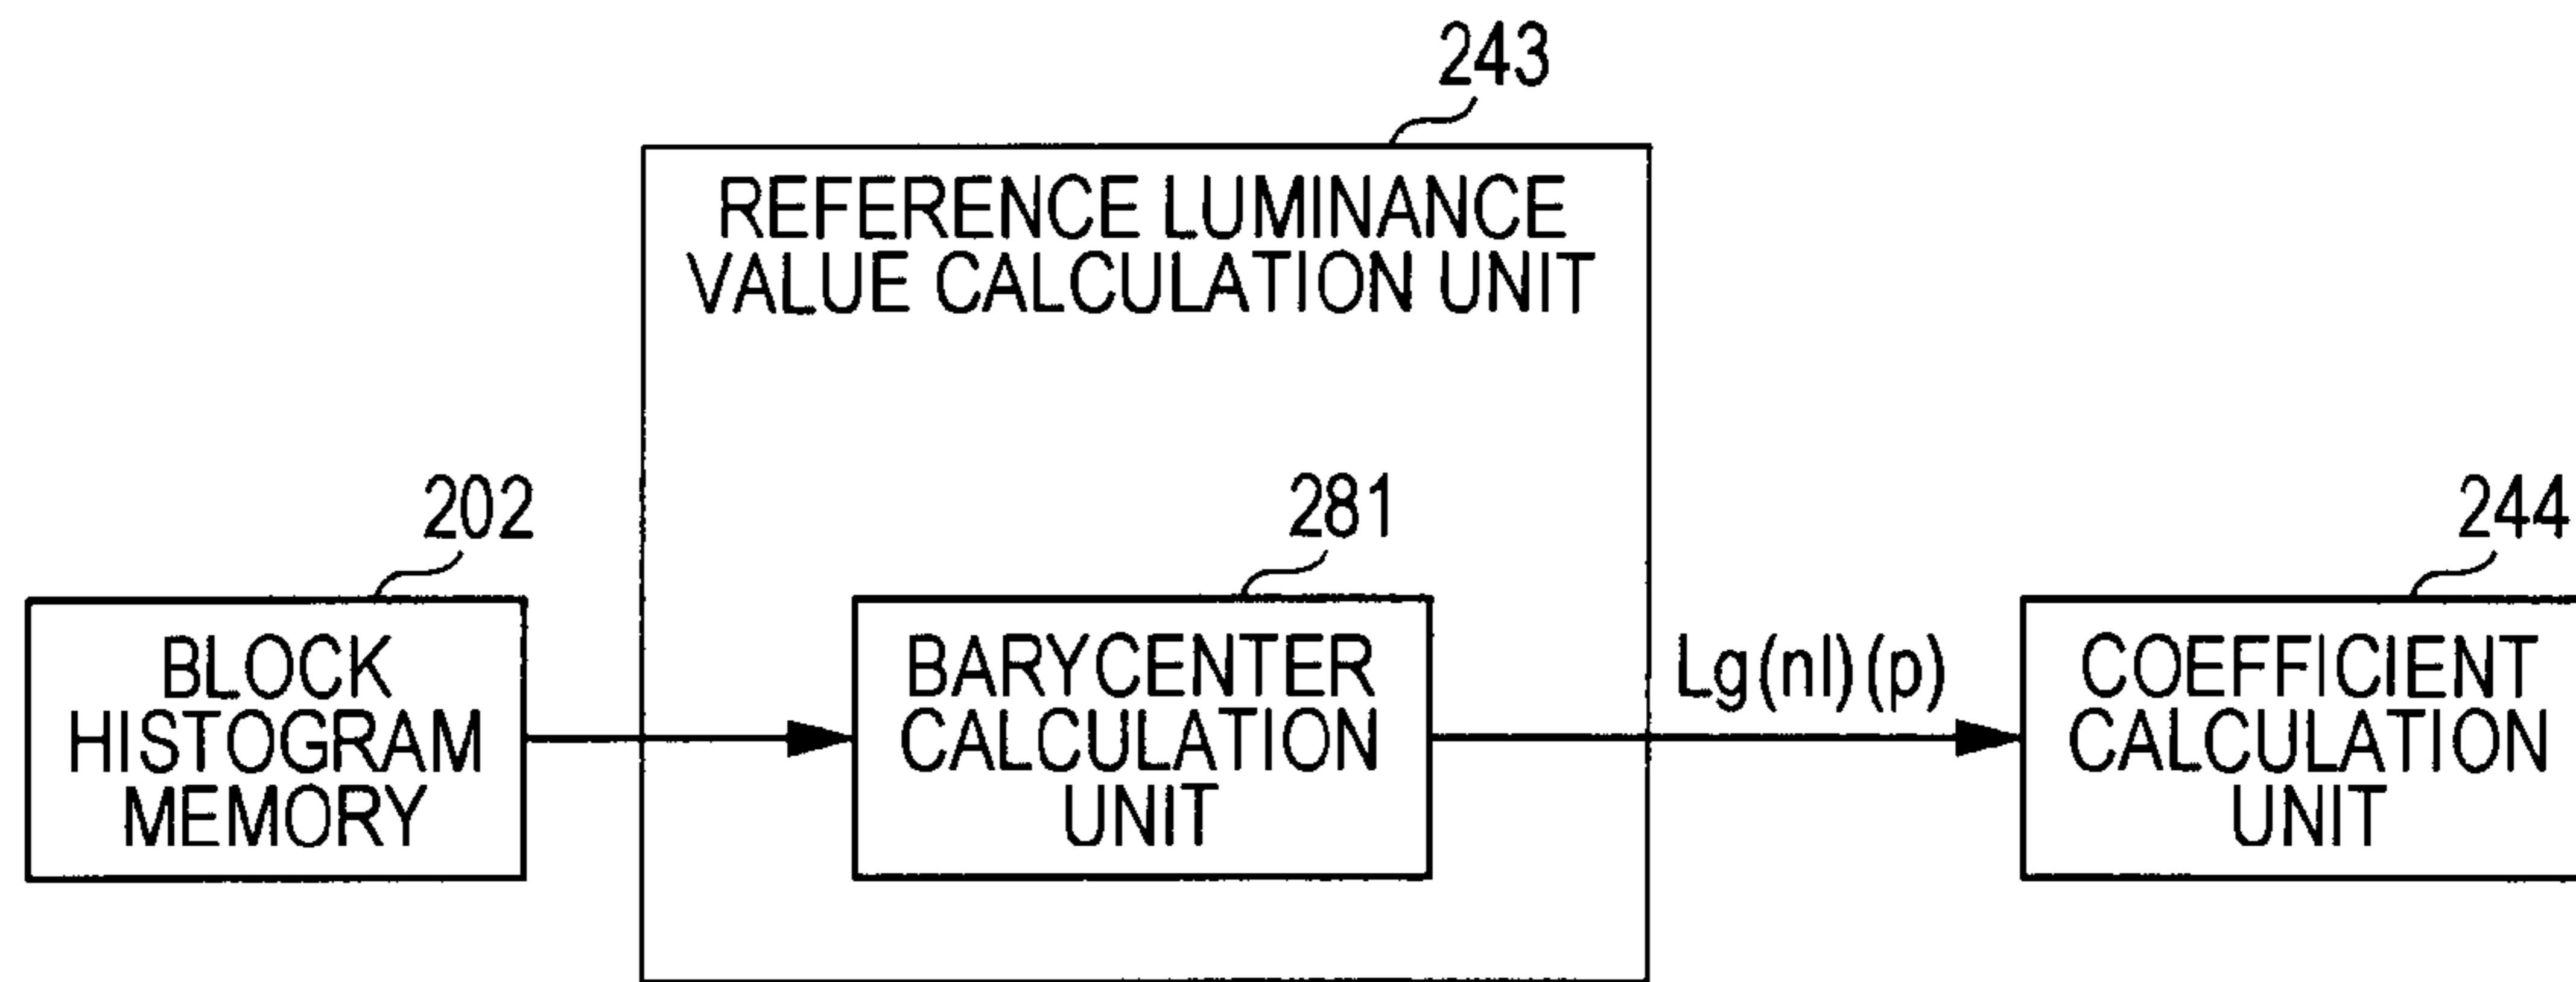 243
REFERENCE LUMINANCE
VALUE CALCULATION UNIT
202
281
244
BLOCK
HISTOGRAM
MEMORY
BARYCENTER
CALCULATION
UNIT
Lg(nl)(p)
COEFFICIENT
CALCULATION
UNIT